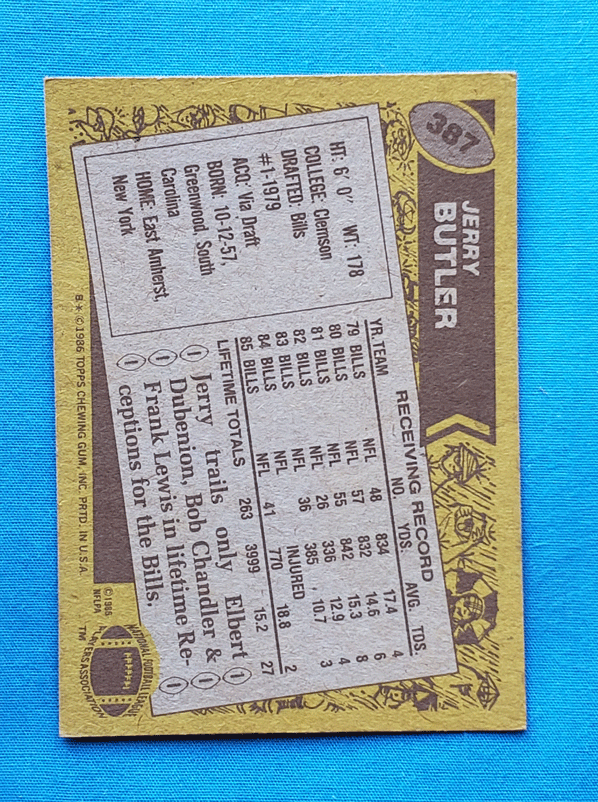 387
JERRY
BUTLER
HT: 6' 0" WT: 178
COLLEGE: Clemson
DRAFTED: Bills
#1-1979
ACQ: Via Draft
BORN: 10-12-57,
Greenwood, South
Carolina
HOME: East Amherst,
New York
RECEIVING RECORD
YR. TEAM NO. YDS. AVG. TDS.
79 BILLS NFL 48 834 17.4 4
80 BILLS NFL 57 832 14.6 6
81 BILLS NFL 55 842 15.3 8
82 BILLS NFL 26 336 12.9 4
83 BILLS NFL 36 385 10.7 3
84 BILLS INJURED
85 BILLS NFL 41 770 18.8 2
LIFETIME TOTALS 263 3999 15.2 27
Jerry trails only Elbert
Dubenion, Bob Chandler &
Frank Lewis in lifetime Re-
ceptions for the Bills.
B* © 1986 TOPPS CHEWING GUM, INC. PRTD. IN U.S.A.
©1985
NFLPA
NATIONAL FOOTBALL
ASSOCIATION
TM